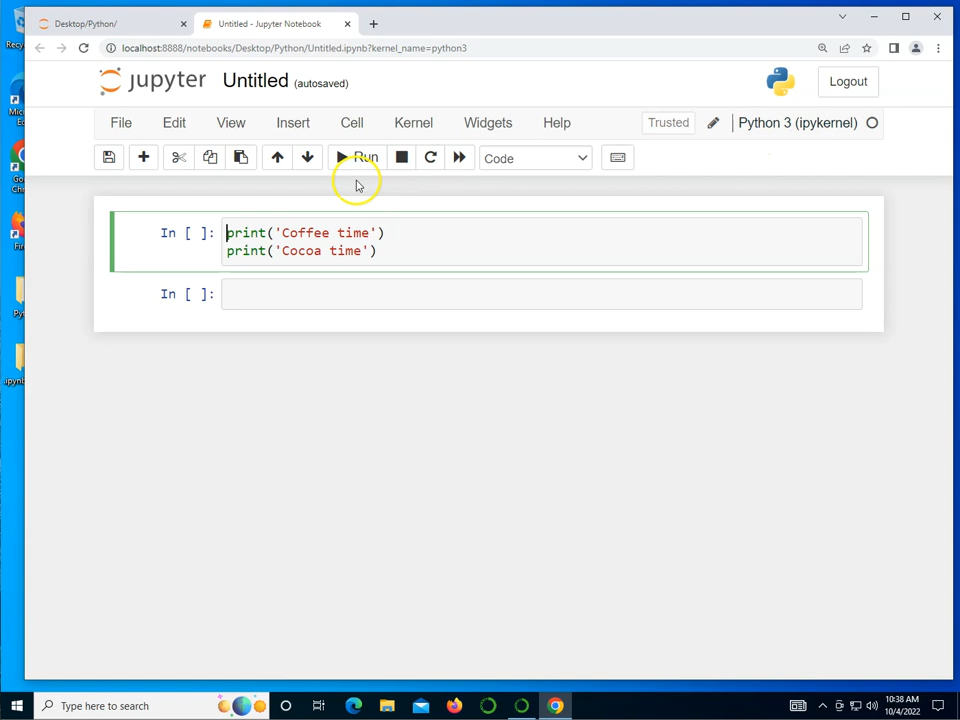 Desktop/Python/
Untitled - Jupyter Notebook
localhost:8888/notebooks/Desktop/Python/Untitled.ipynb?kernel_name=python3
jupyter Untitled (autosaved)
Logout
File Edit View Insert Cell Kernel Widgets Help Trusted Python 3 (ipykernel)
Run Code
In [ ]: print('Coffee time')
print('Cocoa time')
In [ ]:
Type here to search
10:38 AM
10/4/2022